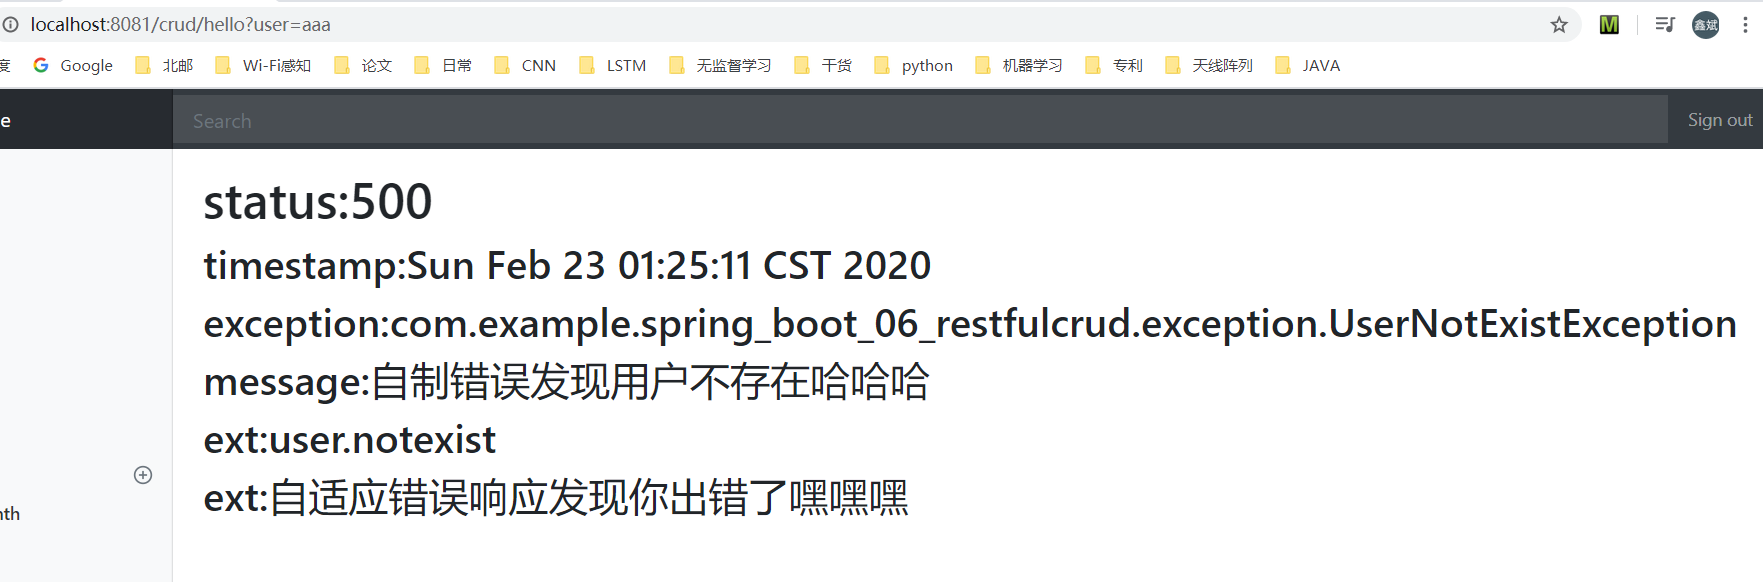 localhost:8081/crud/hello?user=aaa
M
鑫斌
度 Google 北邮 Wi-Fi感知 论文 日常 CNN LSTM 无监督学习 干货 python 机器学习 专利 天线阵列 JAVA
e Search Sign out
status:500
timestamp:Sun Feb 23 01:25:11 CST 2020
exception:com.example.spring_boot_06_restfulcrud.exception.UserNotExistException
message:自制错误发现用户不存在哈哈哈
ext:user.notexist
ext:自适应错误响应发现你出错了嘿嘿嘿
nth